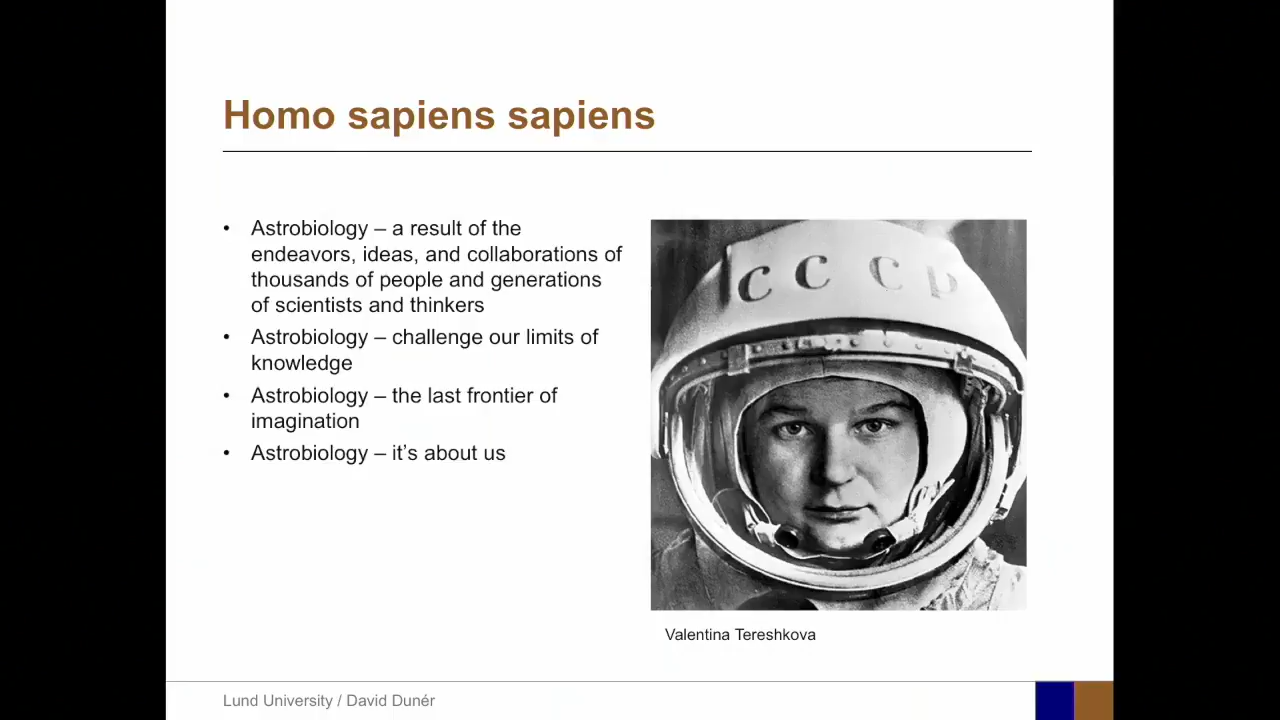 Homo sapiens sapiens
• Astrobiology – a result of the
endeavors, ideas, and collaborations of
thousands of people and generations
of scientists and thinkers
• Astrobiology – challenge our limits of
knowledge
• Astrobiology – the last frontier of
imagination
• Astrobiology – it’s about us
СССР
Valentina Tereshkova
Lund University / David Dunér